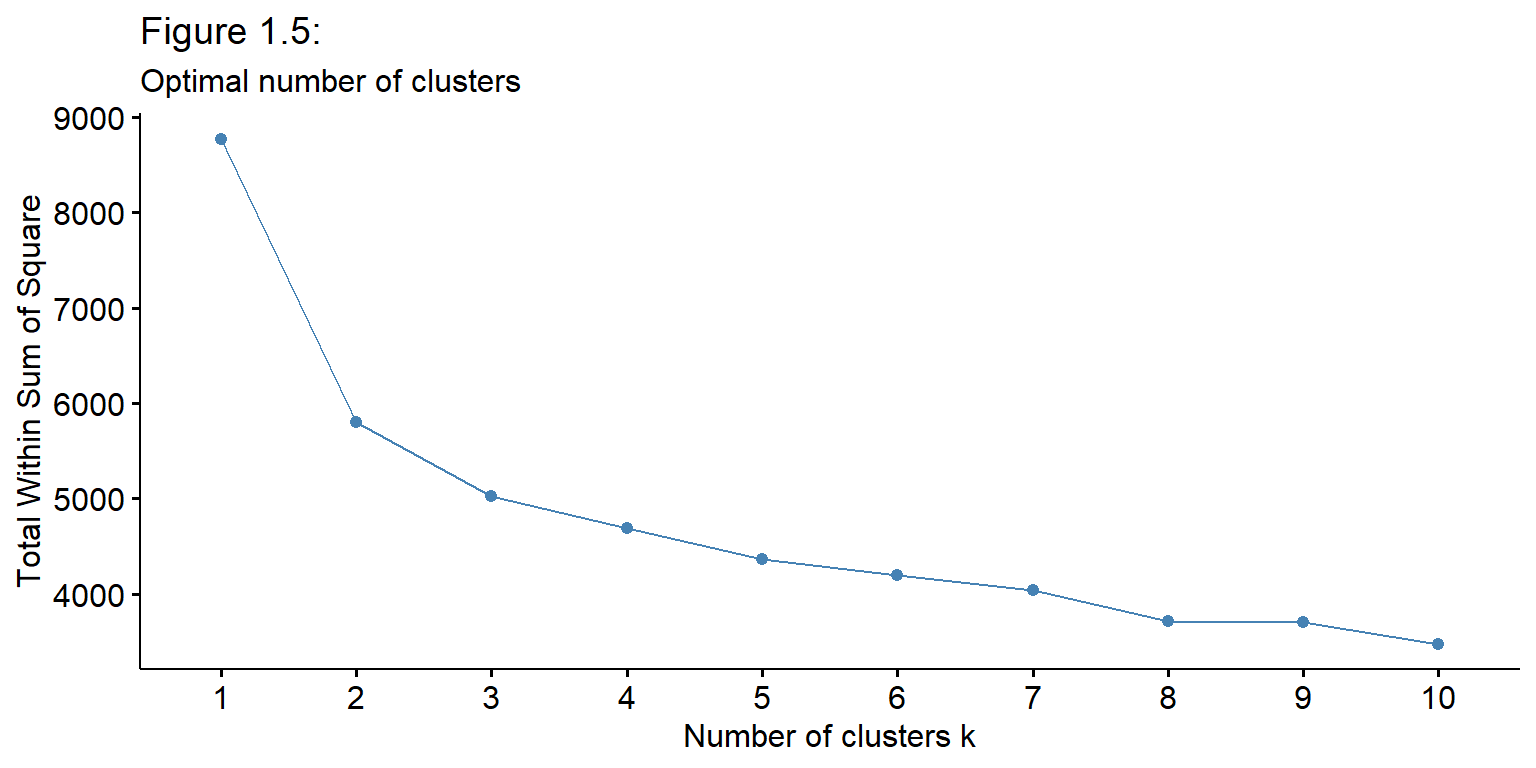 Figure 1.5:
Optimal number of clusters
Total Within Sum of Square
9000
8000
7000
6000
5000
4000
1 2 3 4 5 6 7 8 9 10
Number of clusters k